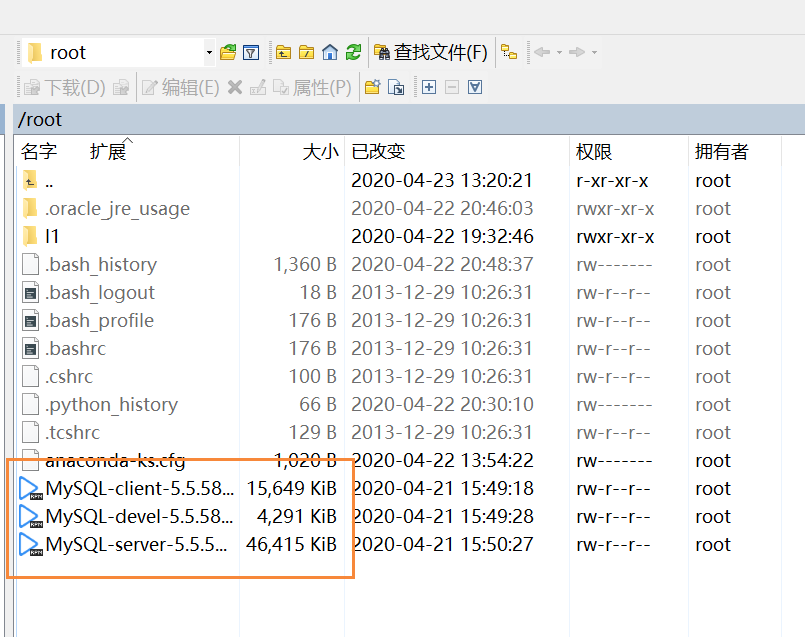 root 查找文件(F)
下载(D) 编辑(E) 属性(P)
/root
名字 扩展 大小 已改变 权限 拥有者
.. 2020-04-23 13:20:21 r-xr-xr-x root
.oracle_jre_usage 2020-04-22 20:46:03 rwxr-xr-x root
l1 2020-04-22 19:32:46 rwxr-xr-x root
.bash_history 1,360 B 2020-04-22 20:48:37 rw------- root
.bash_logout 18 B 2013-12-29 10:26:31 rw-r--r-- root
.bash_profile 176 B 2013-12-29 10:26:31 rw-r--r-- root
.bashrc 176 B 2013-12-29 10:26:31 rw-r--r-- root
.cshrc 100 B 2013-12-29 10:26:31 rw-r--r-- root
.python_history 66 B 2020-04-22 20:30:10 rw------- root
.tcshrc 129 B 2013-12-29 10:26:31 rw-r--r-- root
anaconda-ks.cfg 1,020 B 2020-04-22 13:54:22 rw------- root
MySQL-client-5.5.58... 15,649 KiB 2020-04-21 15:49:18 rw-r--r-- root
MySQL-devel-5.5.58... 4,291 KiB 2020-04-21 15:49:28 rw-r--r-- root
MySQL-server-5.5.5... 46,415 KiB 2020-04-21 15:50:27 rw-r--r-- root